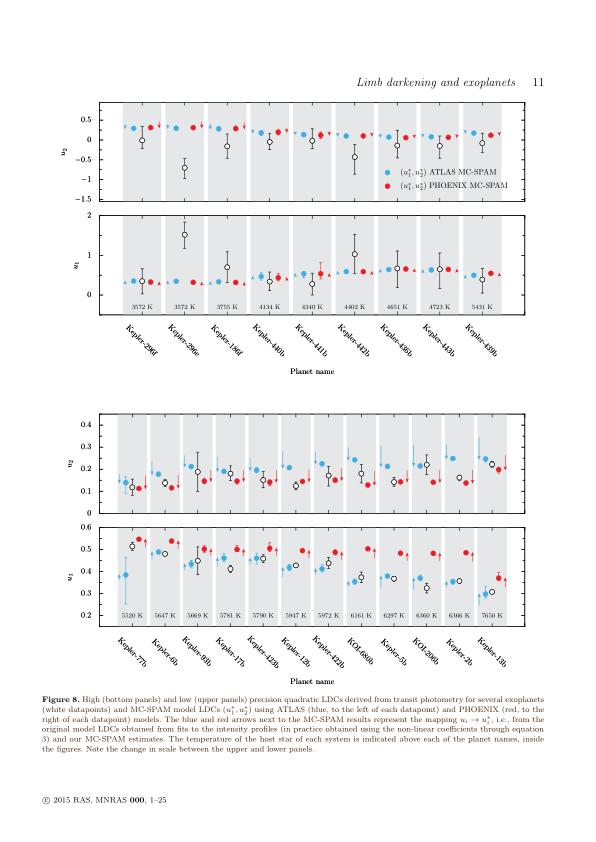 Limb darkening and exoplanets 11
0.5
0
−0.5
−1
−1.5
u2
(u*1, u*2) ATLAS MC-SPAM
(u*1, u*2) PHOENIX MC-SPAM
2
1
0
u1
3572 K 3572 K 3755 K 4134 K 4340 K 4402 K 4651 K 4723 K 5431 K
Kepler-296f Kepler-296e Kepler-186f Kepler-440b Kepler-441b Kepler-442b Kepler-436b Kepler-443b Kepler-439b
Planet name
0.4
0.3
0.2
0.1
0
u2
0.6
0.5
0.4
0.3
0.2
u1
5520 K 5647 K 5669 K 5781 K 5790 K 5947 K 5972 K 6161 K 6297 K 6360 K 6366 K 7650 K
Kepler-77b Kepler-6b Kepler-93b Kepler-17b Kepler-423b Kepler-12b Kepler-422b KOI-680b Kepler-5b KOI-206b Kepler-2b Kepler-13b
Planet name
Figure 8. High (bottom panels) and low (upper panels) precision quadratic LDCs derived from transit photometry for several exoplanets
(white datapoints) and MC-SPAM model LDCs (u*1, u*2) using ATLAS (blue, to the left of each datapoint) and PHOENIX (red, to the
right of each datapoint) models. The blue and red arrows next to the MC-SPAM results represent the mapping ui → u*i, i.e., from the
original model LDCs obtained from fits to the intensity profiles (in practice obtained using the non-linear coefficients through equation
3) and our MC-SPAM estimates. The temperature of the host star of each system is indicated above each of the planet names, inside
the figures. Note the change in scale between the upper and lower panels.
© 2015 RAS, MNRAS 000, 1–25